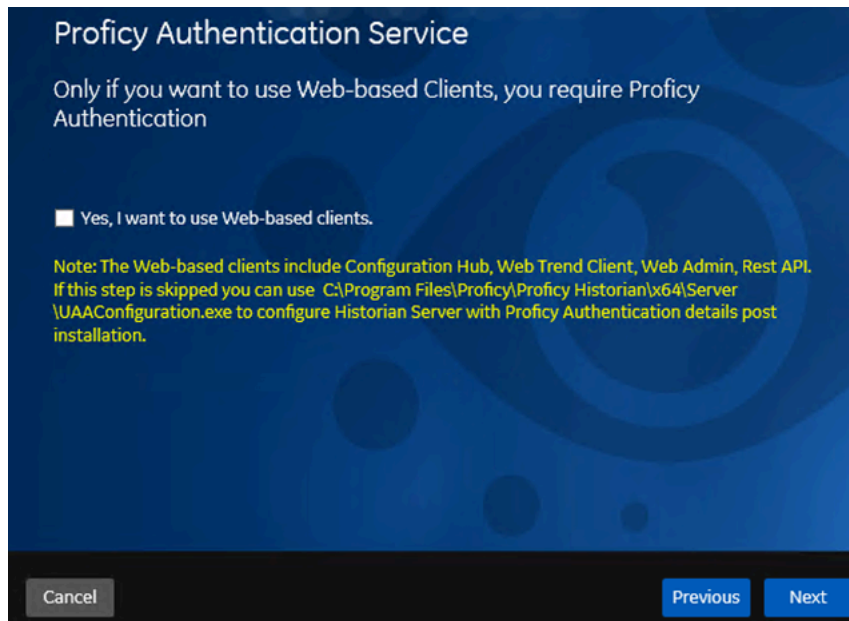 Proficy Authentication Service
Only if you want to use Web-based Clients, you require Proficy
Authentication
Yes, I want to use Web-based clients.
Note: The Web-based clients include Configuration Hub, Web Trend Client, Web Admin, Rest API.
If this step is skipped you can use C:\Program Files\Proficy\Proficy Historian\x64\Server
\UAAConfiguration.exe to configure Historian Server with Proficy Authentication details post
installation.
Cancel
Previous
Next